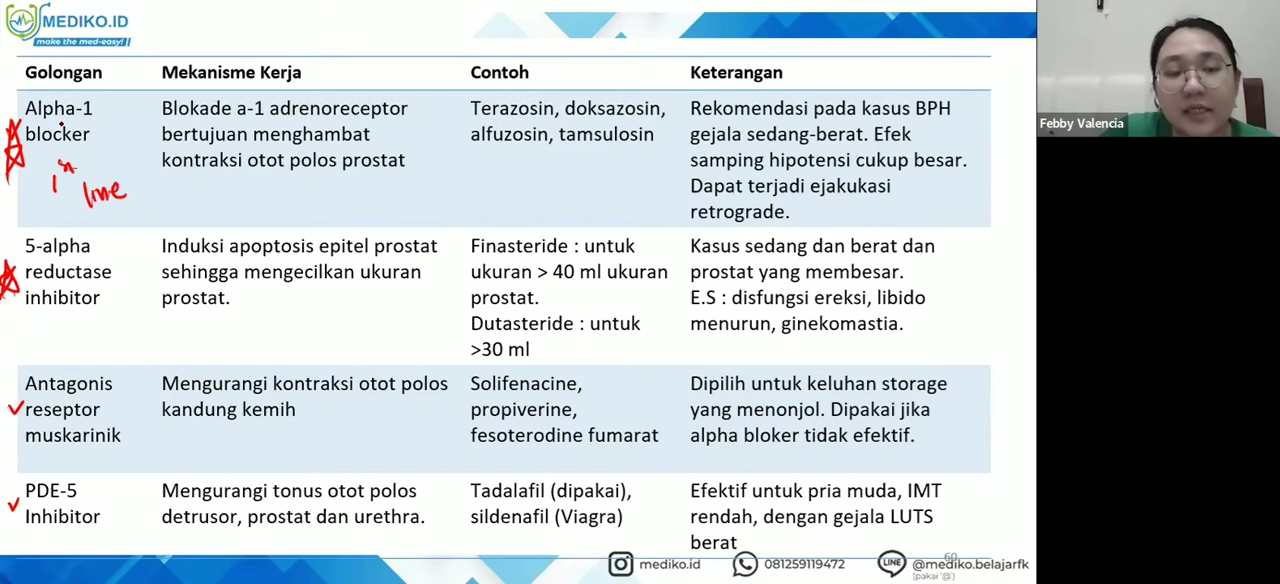 MEDIKO.ID
make the med-easy!
Golongan
Mekanisme Kerja
Contoh
Keterangan
Alpha-1
blocker
1st
line
Blokade a-1 adrenoreceptor
bertujuan menghambat
kontraksi otot polos prostat
Terazosin, doksazosin,
alfuzosin, tamsulosin
Rekomendasi pada kasus BPH
gejala sedang-berat. Efek
samping hipotensi cukup besar.
Dapat terjadi ejakukasi
retrograde.
5-alpha
reductase
inhibitor
Induksi apoptosis epitel prostat
sehingga mengecilkan ukuran
prostat.
Finasteride : untuk
ukuran > 40 ml ukuran
prostat.
Dutasteride : untuk
>30 ml
Kasus sedang dan berat dan
prostat yang membesar.
E.S : disfungsi ereksi, libido
menurun, ginekomastia.
Antagonis
reseptor
muskarinik
Mengurangi kontraksi otot polos
kandung kemih
Solifenacine,
propiverine,
fesoterodine fumarat
Dipilih untuk keluhan storage
yang menonjol. Dipakai jika
alpha bloker tidak efektif.
PDE-5
Inhibitor
Mengurangi tonus otot polos
detrusor, prostat dan urethra.
Tadalafil (dipakai),
sildenafil (Viagra)
Efektif untuk pria muda, IMT
rendah, dengan gejala LUTS
berat
60
mediko.id
081259119472
LINE
@mediko.belajarfk
(pakai '@')
Febby Valencia